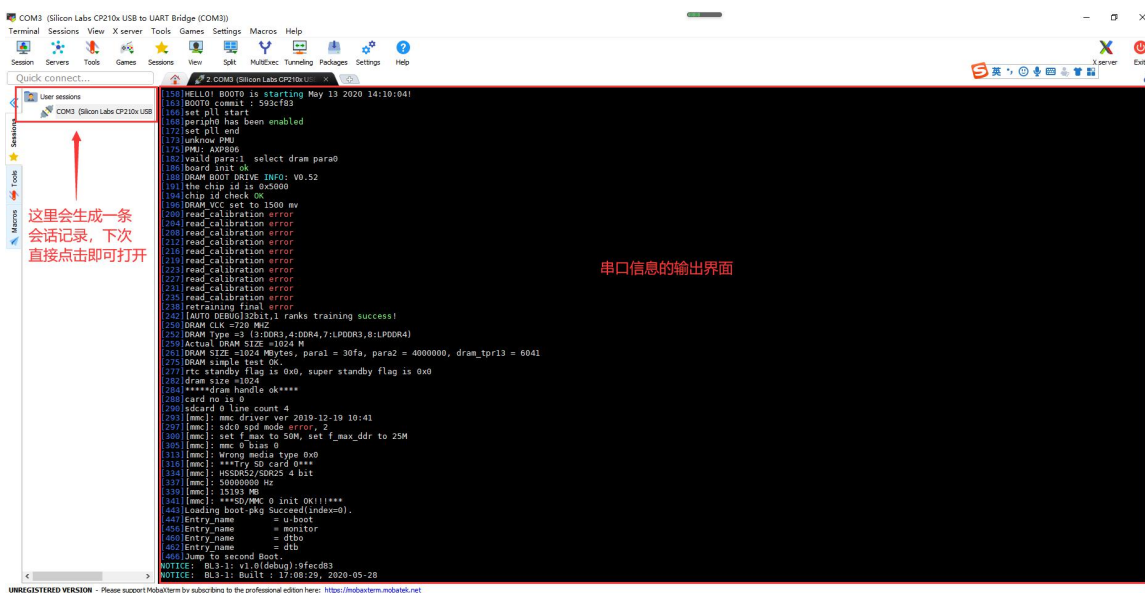 COM3 (Silicon Labs CP210x USB to UART Bridge (COM3))
Terminal Sessions View X server Tools Games Settings Macros Help
Session Servers Tools Games Sessions View Split MultiExec Tunneling Packages Settings Help
X server Exit
Quick connect...
2. COM3 (Silicon Labs CP210x US
英
User sessions
COM3 (Silicon Labs CP210x USB
Sessions
Tools
Macros
这里会生成一条
会话记录，下次
直接点击即可打开
串口信息的输出界面
[158]HELLO! BOOT0 is starting May 13 2020 14:10:04!
[163]BOOT0 commit : 593cf83
[166]set pll start
[168]periph0 has been enabled
[172]set pll end
[173]unknow PMU
[175]PMU: AXP806
[182]vaild para:1 select dram para0
[186]board init ok
[188]DRAM BOOT DRIVE INFO: V0.52
[191]the chip id is 0x5000
[194]chip id check OK
[196]DRAM_VCC set to 1500 mv
[200]read_calibration error
[204]read_calibration error
[208]read_calibration error
[212]read_calibration error
[216]read_calibration error
[219]read_calibration error
[223]read_calibration error
[227]read_calibration error
[231]read_calibration error
[235]read_calibration error
[238]retraining final error
[242][AUTO DEBUG]32bit,1 ranks training success!
[250]DRAM CLK =720 MHZ
[252]DRAM Type =3 (3:DDR3,4:DDR4,7:LPDDR3,8:LPDDR4)
[259]Actual DRAM SIZE =1024 M
[261]DRAM SIZE =1024 MBytes, para1 = 30fa, para2 = 4000000, dram_tpr13 = 6041
[275]DRAM simple test OK.
[277]rtc standby flag is 0x0, super standby flag is 0x0
[282]dram size =1024
[284]*****dram handle ok****
[288]card no is 0
[290]sdcard 0 line count 4
[293][mmc]: mmc driver ver 2019-12-19 10:41
[297][mmc]: sdc0 spd mode error, 2
[300][mmc]: set f_max to 50M, set f_max_ddr to 25M
[305][mmc]: mmc 0 bias 0
[313][mmc]: Wrong media type 0x0
[316][mmc]: ***Try SD card 0***
[334][mmc]: HSSDR52/SDR25 4 bit
[337][mmc]: 50000000 Hz
[339][mmc]: 15193 MB
[341][mmc]: ***SD/MMC 0 init OK!!!***
[443]Loading boot-pkg Succeed(index=0).
[447]Entry_name = u-boot
[456]Entry_name = monitor
[460]Entry_name = dtbo
[462]Entry_name = dtb
[466]Jump to second Boot.
NOTICE: BL3-1: v1.0(debug):9fecd83
NOTICE: BL3-1: Built : 17:08:29, 2020-05-28
UNREGISTERED VERSION - Please support MobaXterm by subscribing to the professional edition here: https://mobaxterm.mobatek.net